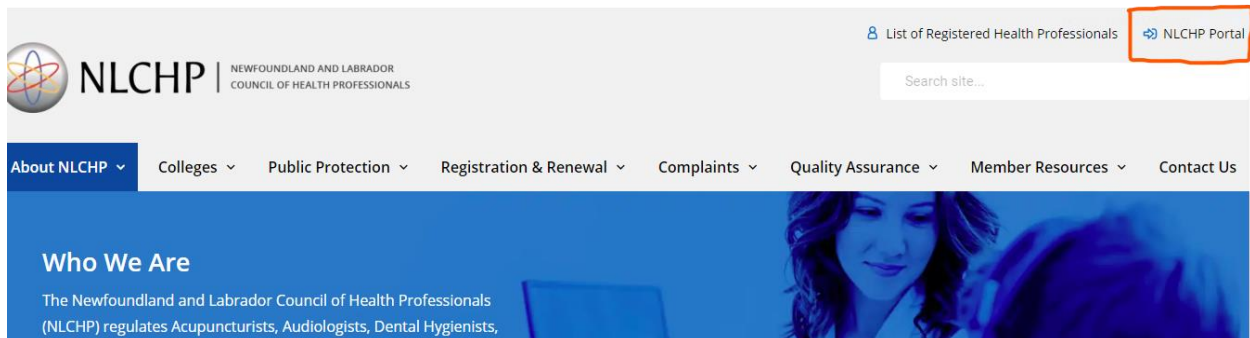 List of Registered Health Professionals NLCHP Portal
NLCHP NEWFOUNDLAND AND LABRADOR
COUNCIL OF HEALTH PROFESSIONALS
Search site...
About NLCHP Colleges Public Protection Registration & Renewal Complaints Quality Assurance Member Resources Contact Us
Who We Are
The Newfoundland and Labrador Council of Health Professionals
(NLCHP) regulates Acupuncturists, Audiologists, Dental Hygienists,